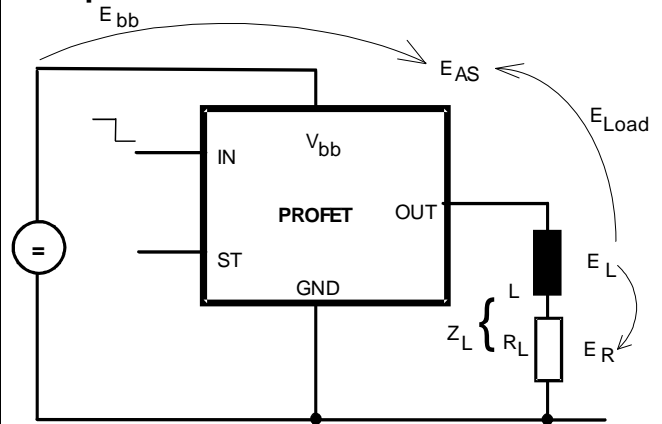 E bb
E AS
E Load
V bb
IN
PROFET
OUT
=
ST
GND
E L
L
Z L { R L
E R